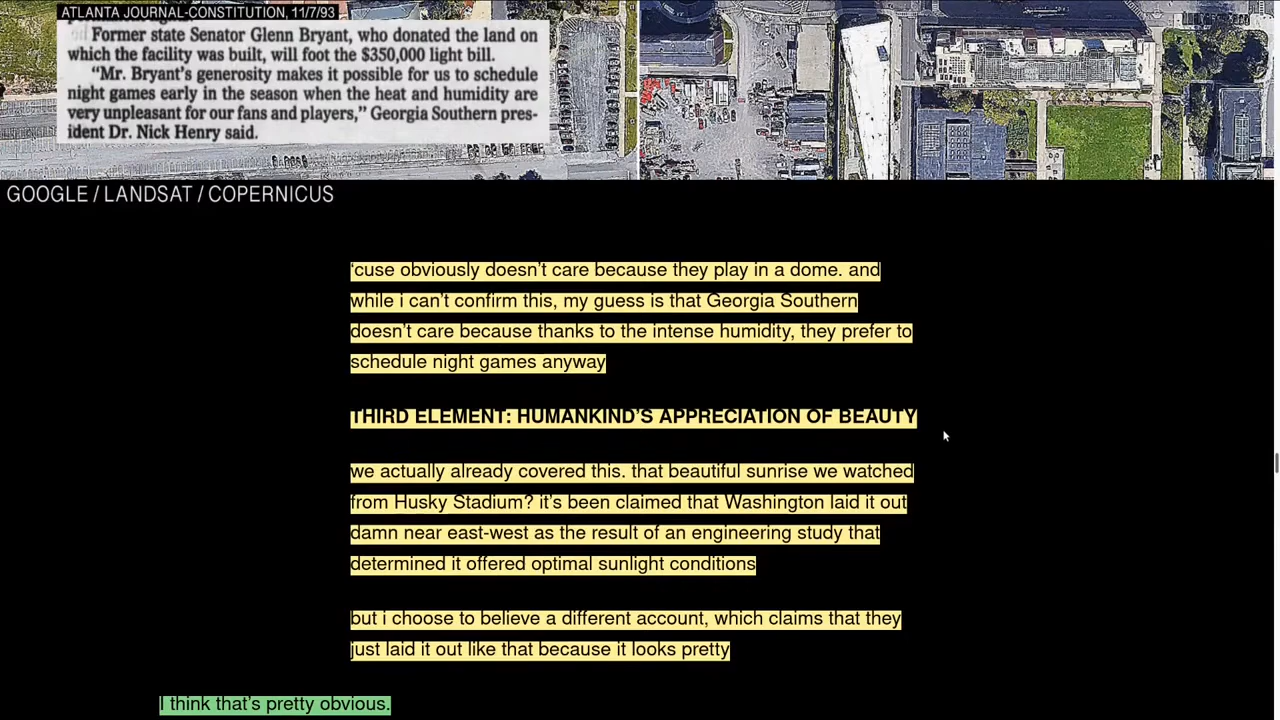 ATLANTA JOURNAL-CONSTITUTION, 11/7/93
Former state Senator Glenn Bryant, who donated the land on
which the facility was built, will foot the $350,000 light bill.
“Mr. Bryant’s generosity makes it possible for us to schedule
night games early in the season when the heat and humidity are
very unpleasant for our fans and players,” Georgia Southern pres-
ident Dr. Nick Henry said.
GOOGLE / LANDSAT / COPERNICUS
‘cuse obviously doesn’t care because they play in a dome. and
while i can’t confirm this, my guess is that Georgia Southern
doesn’t care because thanks to the intense humidity, they prefer to
schedule night games anyway
THIRD ELEMENT: HUMANKIND’S APPRECIATION OF BEAUTY
we actually already covered this. that beautiful sunrise we watched
from Husky Stadium? it’s been claimed that Washington laid it out
damn near east-west as the result of an engineering study that
determined it offered optimal sunlight conditions
but i choose to believe a different account, which claims that they
just laid it out like that because it looks pretty
I think that’s pretty obvious.